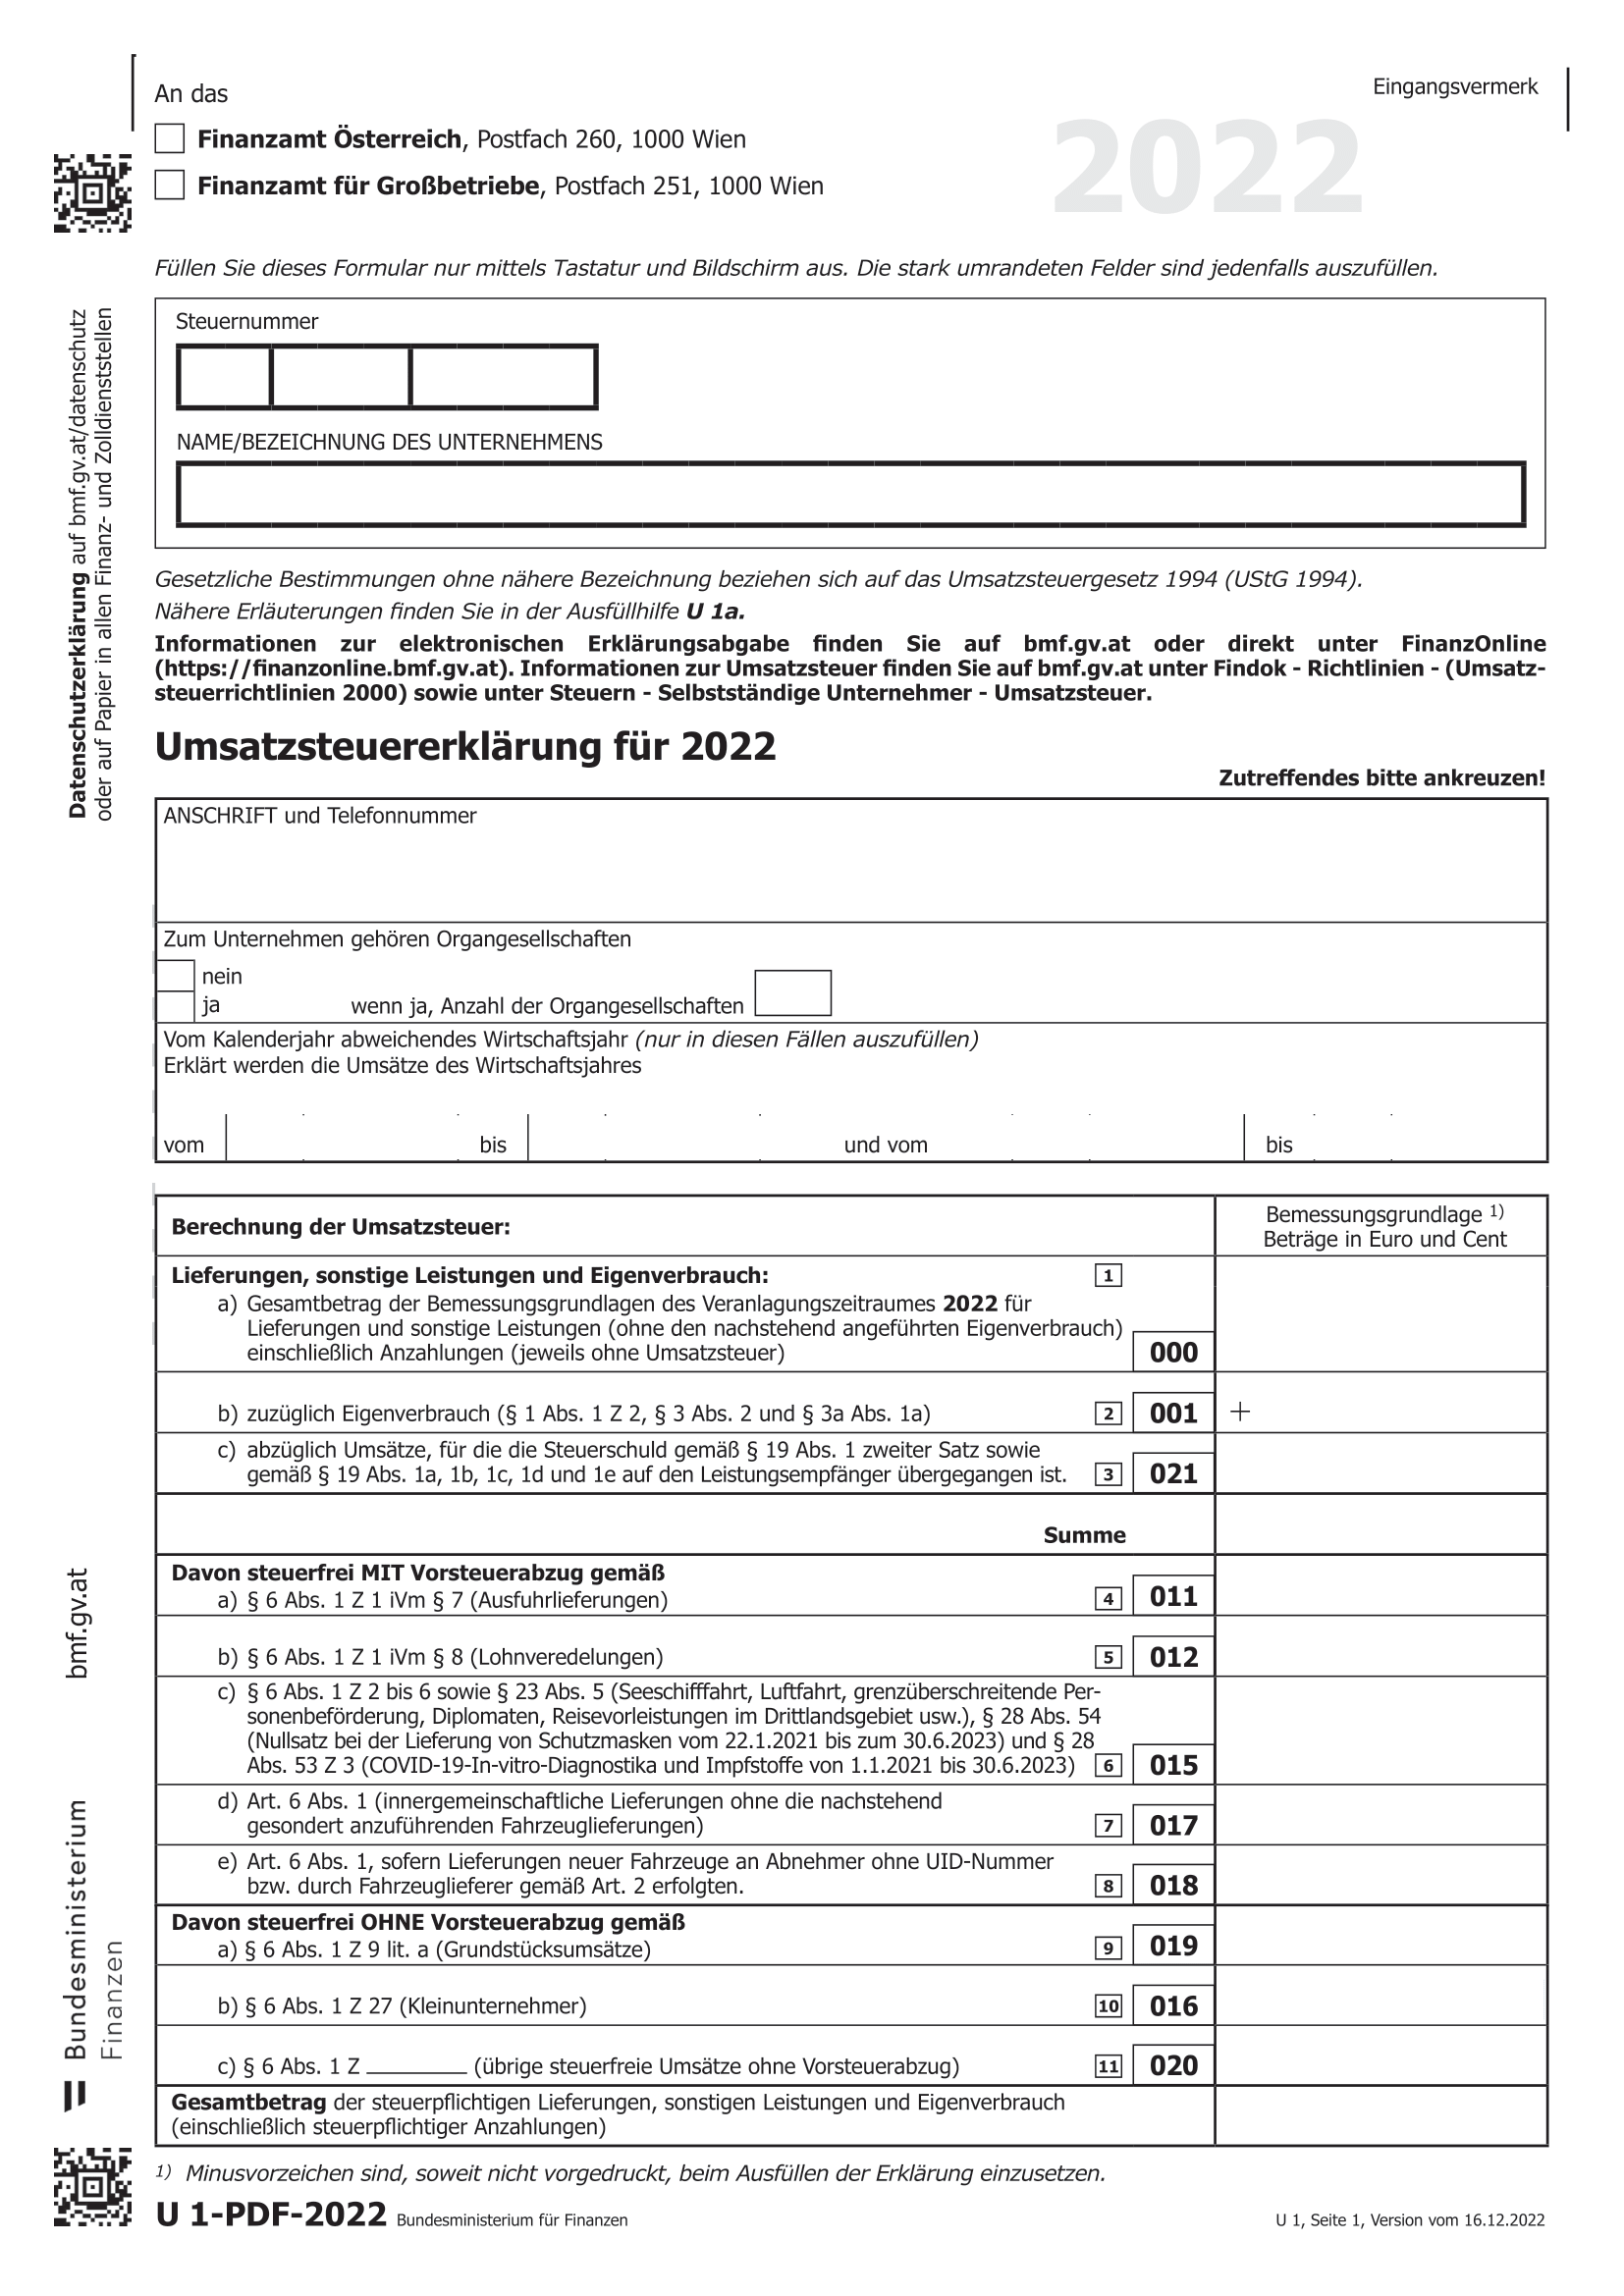 An das
Eingangsvermerk
Finanzamt Österreich, Postfach 260, 1000 Wien
Finanzamt für Großbetriebe, Postfach 251, 1000 Wien
2022
Füllen Sie dieses Formular nur mittels Tastatur und Bildschirm aus. Die stark umrandeten Felder sind jedenfalls auszufüllen.
Steuernummer
NAME/BEZEICHNUNG DES UNTERNEHMENS
Datenschutzerklärung auf bmf.gv.at/datenschutz
oder auf Papier in allen Finanz- und Zolldienststellen
Gesetzliche Bestimmungen ohne nähere Bezeichnung beziehen sich auf das Umsatzsteuergesetz 1994 (UStG 1994).
Nähere Erläuterungen finden Sie in der Ausfüllhilfe U 1a.
Informationen zur elektronischen Erklärungsabgabe finden Sie auf bmf.gv.at oder direkt unter FinanzOnline
(https://finanzonline.bmf.gv.at). Informationen zur Umsatzsteuer finden Sie auf bmf.gv.at unter Findok - Richtlinien - (Umsatz-
steuerrichtlinien 2000) sowie unter Steuern - Selbstständige Unternehmer - Umsatzsteuer.
Umsatzsteuererklärung für 2022
Zutreffendes bitte ankreuzen!
ANSCHRIFT und Telefonnummer
Zum Unternehmen gehören Organgesellschaften
nein
ja wenn ja, Anzahl der Organgesellschaften
Vom Kalenderjahr abweichendes Wirtschaftsjahr (nur in diesen Fällen auszufüllen)
Erklärt werden die Umsätze des Wirtschaftsjahres
vom bis und vom bis
Berechnung der Umsatzsteuer:
Bemessungsgrundlage 1)
Beträge in Euro und Cent
Lieferungen, sonstige Leistungen und Eigenverbrauch: 1
a) Gesamtbetrag der Bemessungsgrundlagen des Veranlagungszeitraumes 2022 für
Lieferungen und sonstige Leistungen (ohne den nachstehend angeführten Eigenverbrauch)
einschließlich Anzahlungen (jeweils ohne Umsatzsteuer) 000
b) zuzüglich Eigenverbrauch (§ 1 Abs. 1 Z 2, § 3 Abs. 2 und § 3a Abs. 1a) 2 001 +
c) abzüglich Umsätze, für die die Steuerschuld gemäß § 19 Abs. 1 zweiter Satz sowie
gemäß § 19 Abs. 1a, 1b, 1c, 1d und 1e auf den Leistungsempfänger übergegangen ist. 3 021
Summe
Davon steuerfrei MIT Vorsteuerabzug gemäß
a) § 6 Abs. 1 Z 1 iVm § 7 (Ausfuhrlieferungen) 4 011
b) § 6 Abs. 1 Z 1 iVm § 8 (Lohnveredelungen) 5 012
c) § 6 Abs. 1 Z 2 bis 6 sowie § 23 Abs. 5 (Seeschifffahrt, Luftfahrt, grenzüberschreitende Per-
sonenbeförderung, Diplomaten, Reisevorleistungen im Drittlandsgebiet usw.), § 28 Abs. 54
(Nullsatz bei der Lieferung von Schutzmasken vom 22.1.2021 bis zum 30.6.2023) und § 28
Abs. 53 Z 3 (COVID-19-In-vitro-Diagnostika und Impfstoffe von 1.1.2021 bis 30.6.2023) 6 015
d) Art. 6 Abs. 1 (innergemeinschaftliche Lieferungen ohne die nachstehend
gesondert anzuführenden Fahrzeuglieferungen) 7 017
e) Art. 6 Abs. 1, sofern Lieferungen neuer Fahrzeuge an Abnehmer ohne UID-Nummer
bzw. durch Fahrzeuglieferer gemäß Art. 2 erfolgten. 8 018
Davon steuerfrei OHNE Vorsteuerabzug gemäß
a) § 6 Abs. 1 Z 9 lit. a (Grundstücksumsätze) 9 019
b) § 6 Abs. 1 Z 27 (Kleinunternehmer) 10 016
c) § 6 Abs. 1 Z ________ (übrige steuerfreie Umsätze ohne Vorsteuerabzug) 11 020
Gesamtbetrag der steuerpflichtigen Lieferungen, sonstigen Leistungen und Eigenverbrauch
(einschließlich steuerpflichtiger Anzahlungen)
bmf.gv.at
Bundesministerium
Finanzen
1) Minusvorzeichen sind, soweit nicht vorgedruckt, beim Ausfüllen der Erklärung einzusetzen.
U 1-PDF-2022 Bundesministerium für Finanzen
U 1, Seite 1, Version vom 16.12.2022